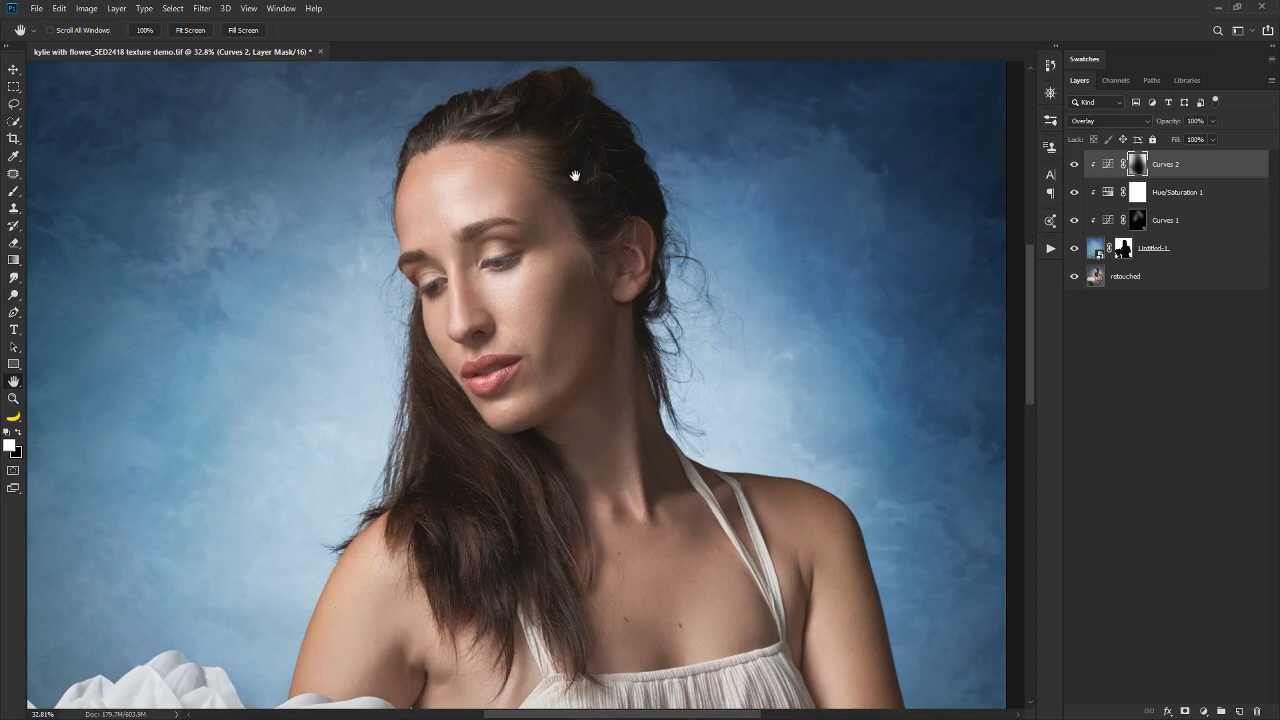 Ps File Edit Image Layer Type Select Filter 3D View Window Help
Scroll All Windows 100% Fit Screen Fill Screen
kylie with flower_SED2418 texture demo.tif @ 32.8% (Curves 2, Layer Mask/16) * ×
Swatches
Layers Channels Paths Libraries
Kind
Overlay Opacity: 100%
Lock: Fill: 100%
Curves 2
Hue/Saturation 1
Curves 1
Untitled-1
retouched
32.81% Doc: 179.7M/603.9M